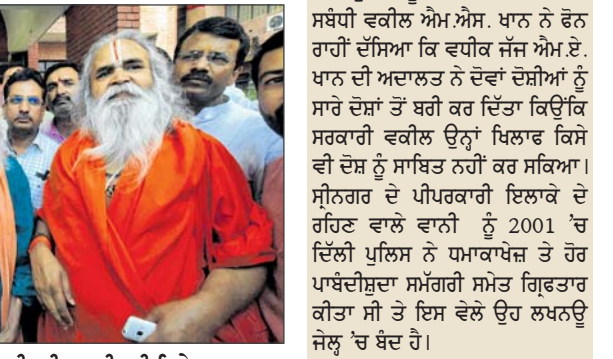 ਸਬੰਧੀ ਵਕੀਲ ਐਮ.ਐਸ. ਖਾਨ ਨੇ ਫੋਨ
ਰਾਹੀਂ ਦੱਸਿਆ ਕਿ ਵਧੀਕ ਜੱਜ ਐਮ.ਏ.
ਖਾਨ ਦੀ ਅਦਾਲਤ ਨੇ ਦੋਵਾਂ ਦੋਸ਼ੀਆਂ ਨੂੰ
ਸਾਰੇ ਦੋਸ਼ਾਂ ਤੋਂ ਬਰੀ ਕਰ ਦਿੱਤਾ ਕਿਉਂਕਿ
ਸਰਕਾਰੀ ਵਕੀਲ ਉਨ੍ਹਾਂ ਖਿਲਾਫ ਕਿਸੇ
ਵੀ ਦੋਸ਼ ਨੂੰ ਸਾਬਿਤ ਨਹੀਂ ਕਰ ਸਕਿਆ।
ਸ੍ਰੀਨਗਰ ਦੇ ਪੀਪਰਕਾਰੀ ਇਲਾਕੇ ਦੇ
ਰਹਿਣ ਵਾਲੇ ਵਾਨੀ ਨੂੰ 2001 'ਚ
ਦਿੱਲੀ ਪੁਲਿਸ ਨੇ ਧਮਾਕਾਖੇਜ਼ ਤੇ ਹੋਰ
ਪਾਬੰਦੀਸ਼ੁਦਾ ਸਮੱਗਰੀ ਸਮੇਤ ਗ੍ਰਿਫਤਾਰ
ਕੀਤਾ ਸੀ ਤੇ ਇਸ ਵੇਲੇ ਉਹ ਲਖਨਊ
ਜੇਲ੍ਹ 'ਚ ਬੰਦ ਹੈ।